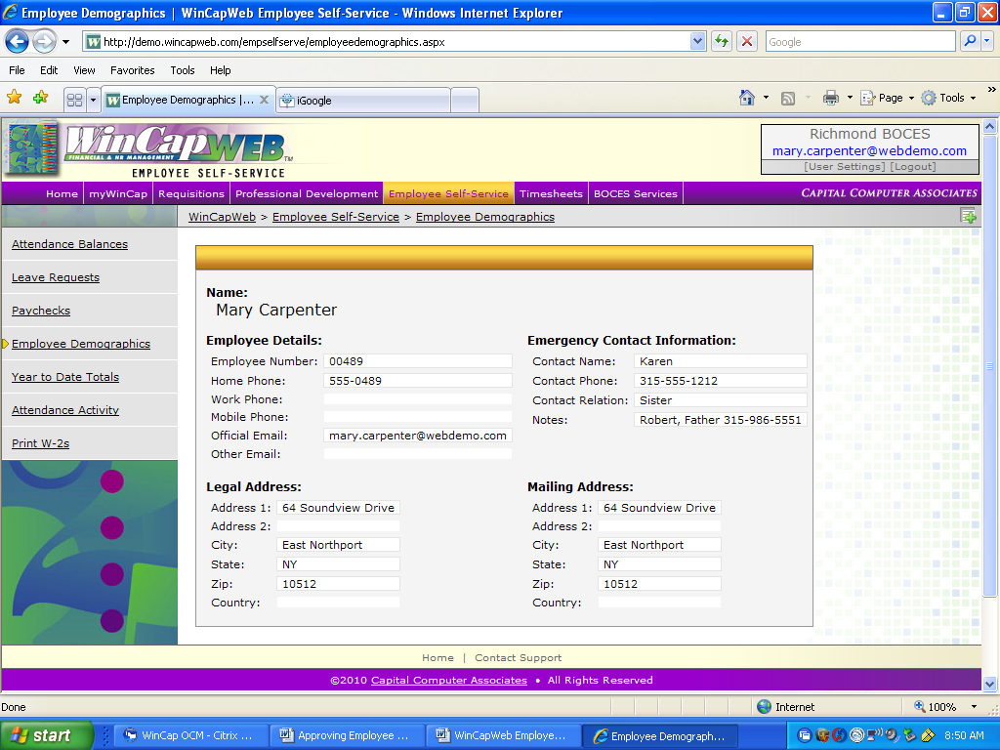 Employee Demographics | WinCapWeb Employee Self-Service - Windows Internet Explorer
http://demo.wincapweb.com/empselfserve/employeedemographics.aspx
Google
File Edit View Favorites Tools Help
Employee Demographics |... iGoogle
Page Tools
WinCapWEB TM
FINANCIAL & HR MANAGEMENT
EMPLOYEE SELF-SERVICE
Richmond BOCES
mary.carpenter@webdemo.com
[User Settings] [Logout]
Home myWinCap Requisitions Professional Development Employee Self-Service Timesheets BOCES Services CAPITAL COMPUTER ASSOCIATES
WinCapWeb > Employee Self-Service > Employee Demographics
Attendance Balances
Leave Requests
Paychecks
Employee Demographics
Year to Date Totals
Attendance Activity
Print W-2s
Name:
Mary Carpenter
Employee Details:
Employee Number: 00489
Home Phone: 555-0489
Work Phone:
Mobile Phone:
Official Email: mary.carpenter@webdemo.com
Other Email:
Emergency Contact Information:
Contact Name: Karen
Contact Phone: 315-555-1212
Contact Relation: Sister
Notes: Robert, Father 315-986-5551
Legal Address:
Address 1: 64 Soundview Drive
Address 2:
City: East Northport
State: NY
Zip: 10512
Country:
Mailing Address:
Address 1: 64 Soundview Drive
Address 2:
City: East Northport
State: NY
Zip: 10512
Country:
Home | Contact Support
©2010 Capital Computer Associates • All Rights Reserved
Done Internet 100%
start WinCap OCM - Citrix ... Approving Employee ... WinCapWeb Employe... Employee Demograph... 8:50 AM